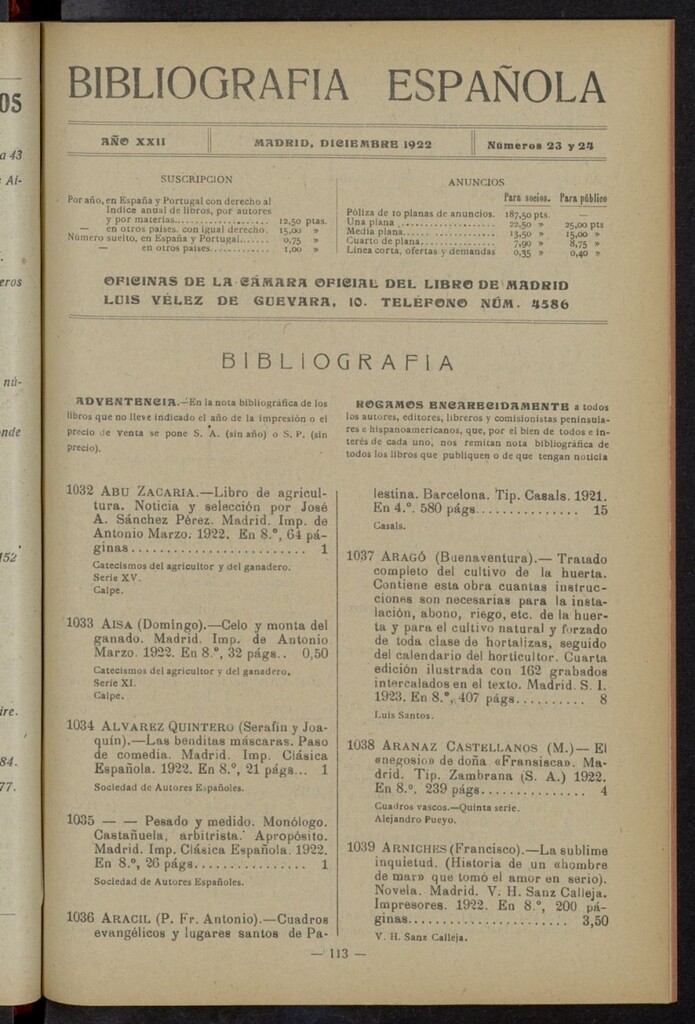 os
a 43
Al-
eros
nú-
nde
152
ire.
84.
77.
BIBLIOGRAFIA ESPAÑOLA
AÑO XXII
MADRID, DICIEMBRE 1922
Números 23 y 24
SUSCRIPCION
Por año, en España y Portugal con derecho al
Indice anual de libros, por autores
y por materias..................... 12,50 ptas.
— en otros países, con igual derecho. 15,00 »
Número suelto, en España y Portugal....... 0,75 »
— en otros países............. 1,00 »
ANUNCIOS
Para socios. Para público
Póliza de 10 planas de anuncios. 187,50 pts. —
Una plana ...................... 22,50 » 25,00 pts
Media plana..................... 13,50 » 15,00 »
Cuarto de plana................. 7,90 » 8,75 »
Línea corta, ofertas y demandas 0,35 » 0,40 »
OFICINAS DE LA CÁMARA OFICIAL DEL LIBRO DE MADRID
LUIS VÉLEZ DE GUEVARA, 10. TELÉFONO NÚM. 4586
BIBLIOGRAFIA
ADVENTENCIA.—En la nota bibliográfica de los
libros que no lleve indicado el año de la impresión o el
precio de venta se pone S. A. (sin año) o S. P. (sin
precio).
ROGAMOS ENCARECIDAMENTE a todos
los autores, editores, libreros y comisionistas peninsula-
res e hispanoamericanos, que, por el bien de todos e in-
terés de cada uno, nos remitan nota bibliográfica de
todos los libros que publiquen o de que tengan noticia
1032 ABU ZACARIA.—Libro de agricul-
tura. Noticia y selección por José
A. Sánchez Pérez. Madrid. Imp. de
Antonio Marzo. 1922. En 8.º, 64 pá-
ginas........................ 1
Catecismos del agricultor y del ganadero.
Serie XV.
Calpe.
1033 AISA (Domingo).—Celo y monta del
ganado. Madrid. Imp. de Antonio
Marzo. 1922. En 8.º, 32 págs.. 0,50
Catecismos del agricultor y del ganadero.
Serie XI.
Calpe.
1034 ALVAREZ QUINTERO (Serafín y Joa-
quín).—Las benditas máscaras. Paso
de comedia. Madrid. Imp. Clásica
Española. 1922. En 8.º, 21 págs... 1
Sociedad de Autores Españoles.
1035 — — Pesado y medido. Monólogo.
Castañuela, arbitrista. Apropósito.
Madrid. Imp. Clásica Española. 1922.
En 8.º, 26 págs............... 1
Sociedad de Autores Españoles.
1036 ARACIL (P. Fr. Antonio).—Cuadros
evangélicos y lugares santos de Pa-
lestina. Barcelona. Tip. Casals. 1921.
En 4.º. 580 págs.............. 15
Casals.
1037 ARAGÓ (Buenaventura).— Tratado
completo del cultivo de la huerta.
Contiene esta obra cuantas instruc-
ciones son necesarias para la insta-
lación, abono, riego, etc. de la huer-
ta y para el cultivo natural y forzado
de toda clase de hortalizas, seguido
del calendario del horticultor. Cuarta
edición ilustrada con 162 grabados
intercalados en el texto. Madrid. S. I.
1923. En 8.º, 407 págs.......... 8
Luis Santos.
1038 ARANAZ CASTELLANOS (M.)— El
«negosio» de doña «Fransisca». Ma-
drid. Tip. Zambrana (S. A.) 1922.
En 8.º, 239 págs.............. 4
Cuadros vascos.—Quinta serie.
Alejandro Pueyo.
1039 ARNICHES (Francisco).—La sublime
inquietud. (Historia de un «hombre
de mar» que tomó el amor en serio).
Novela. Madrid. V. H. Sanz Calleja.
Impresores. 1922. En 8.º, 200 pá-
ginas...................... 3,50
V. H. Sanz Calleja.
— 113 —